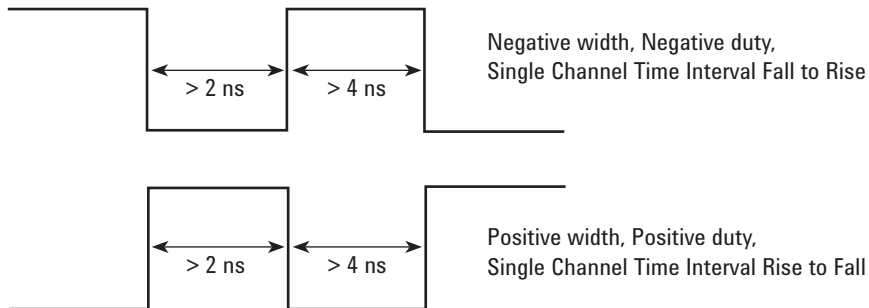 Negative width, Negative duty,
Single Channel Time Interval Fall to Rise
> 2 ns
> 4 ns
Positive width, Positive duty,
Single Channel Time Interval Rise to Fall
> 2 ns
> 4 ns